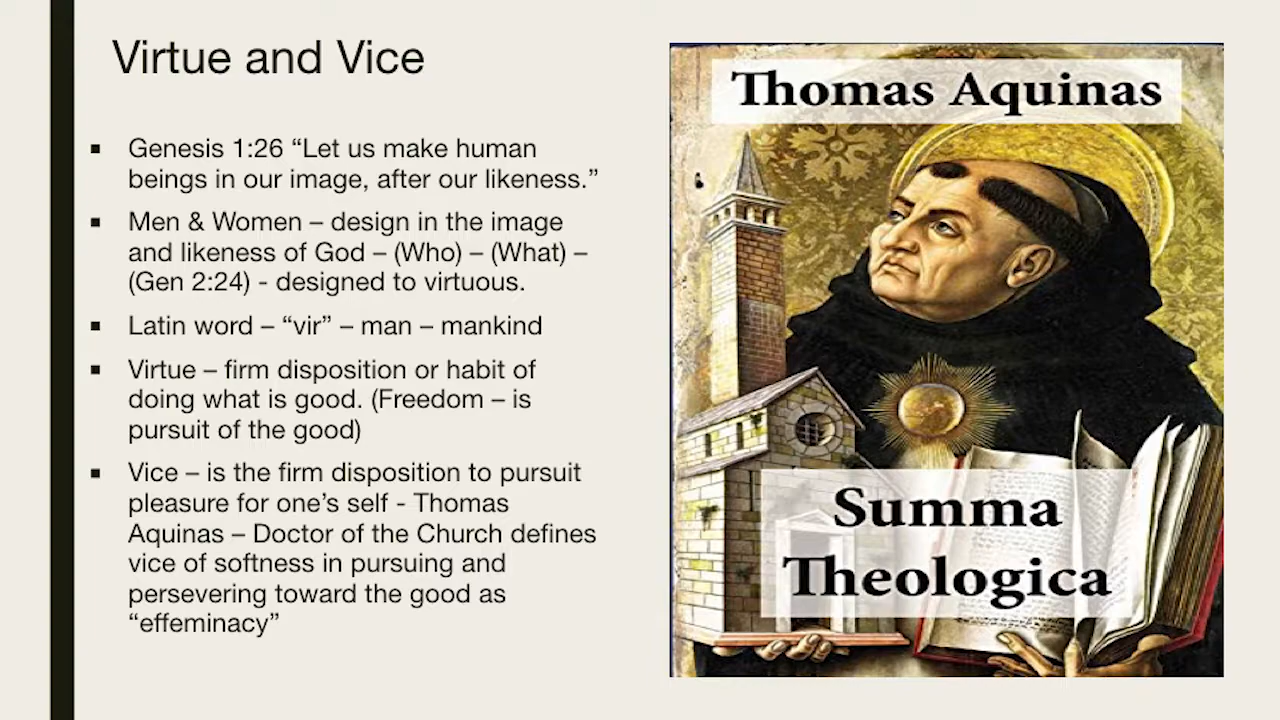 Virtue and Vice
Genesis 1:26 “Let us make human
beings in our image, after our likeness.”
Men & Women – design in the image
and likeness of God – (Who) – (What) –
(Gen 2:24) - designed to virtuous.
Latin word – “vir” – man – mankind
Virtue – firm disposition or habit of
doing what is good. (Freedom – is
pursuit of the good)
Vice – is the firm disposition to pursuit
pleasure for one’s self - Thomas
Aquinas – Doctor of the Church defines
vice of softness in pursuing and
persevering toward the good as
“effeminacy”
Thomas Aquinas
Summa
Theologica